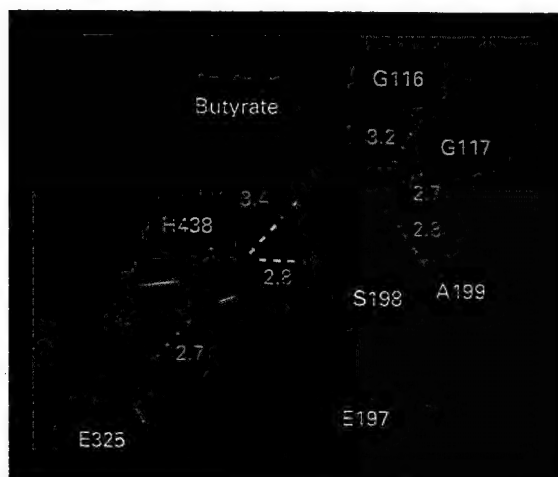 G116
Butyrate
3.2
G117
2.7
3.4
H438
2.8
2.8
S198
A199
2.7
E197
E325